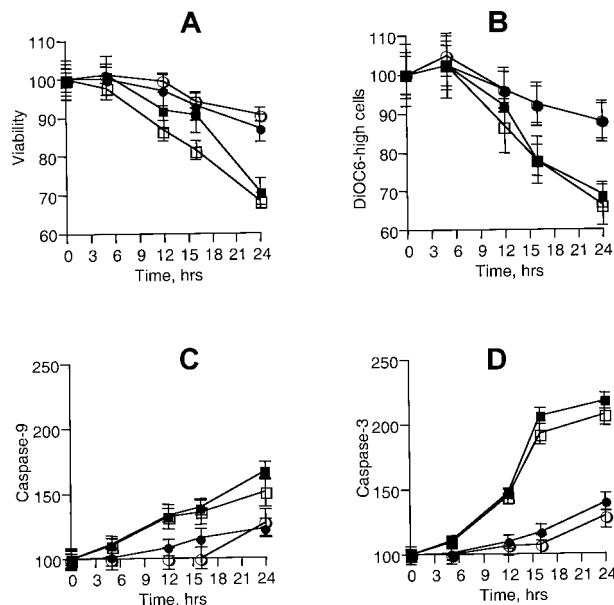 A
110
100
90
80
70
60
Viability
0 3 6 9 12 15 18 21 24
Time, hrs
B
110
100
90
80
70
60
DiOC6-high cells
0 3 6 9 12 15 18 21 24
Time, hrs
C
250
200
150
100
Caspase-9
0 3 6 9 12 15 18 21 24
Time, hrs
D
250
200
150
100
Caspase-3
0 3 6 9 12 15 18 21 24
Time, hrs